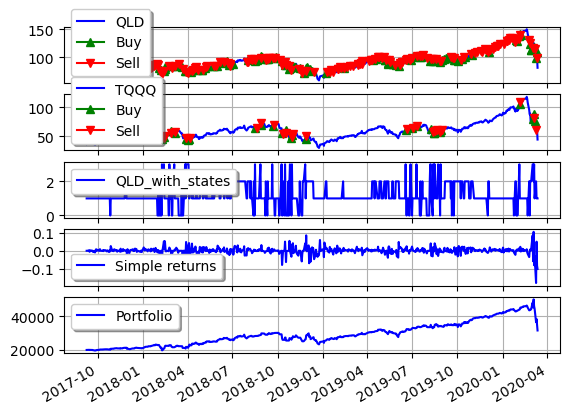 150
100
QLD
Buy
Sell
100
50
TQQQ
Buy
Sell
2
0
QLD_with_states
0.1
0.0
−0.1
Simple returns
40000
20000
Portfolio
2017-10 2018-01 2018-04 2018-07 2018-10 2019-01 2019-04 2019-07 2019-10 2020-01 2020-04